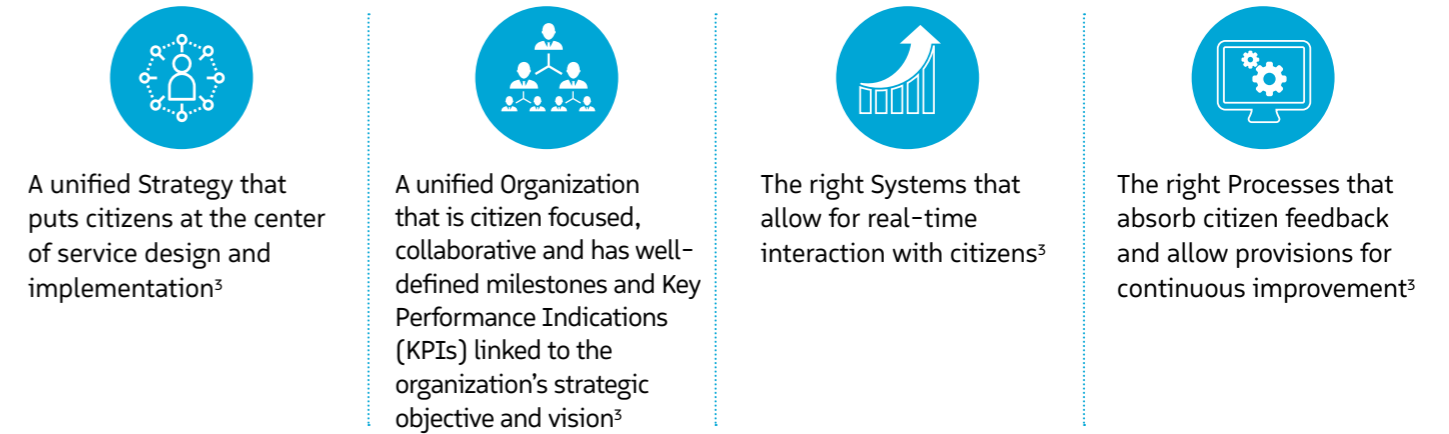 A unified Strategy that
puts citizens at the center
of service design and
implementation³
A unified Organization
that is citizen focused,
collaborative and has well-
defined milestones and Key
Performance Indications
(KPIs) linked to the
organization’s strategic
objective and vision³
The right Systems that
allow for real-time
interaction with citizens³
The right Processes that
absorb citizen feedback
and allow provisions for
continuous improvement³